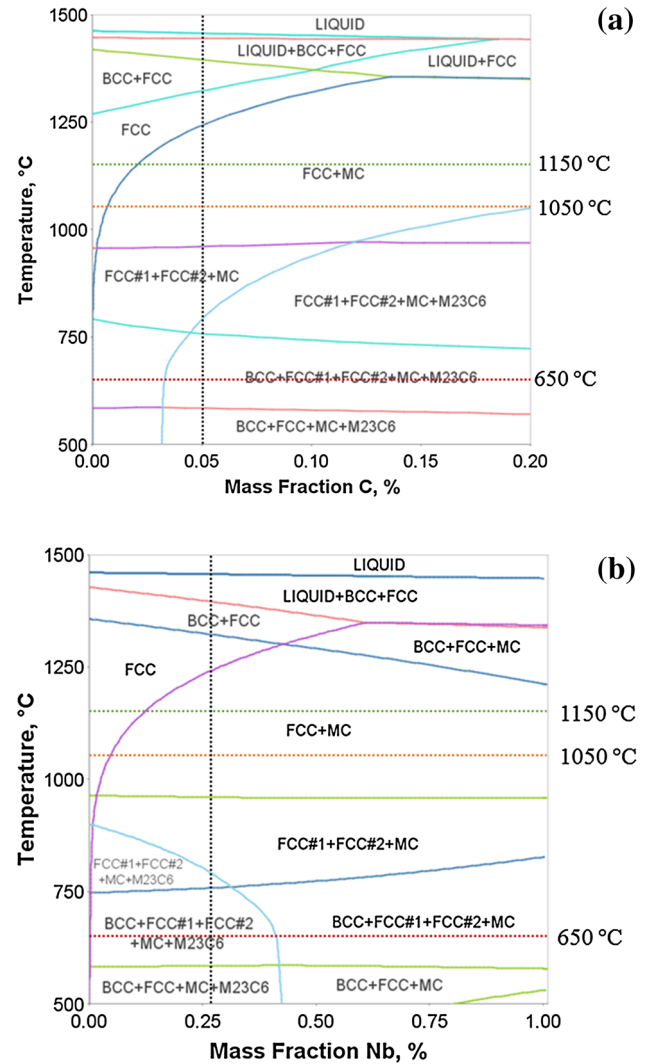 (a)
1500
LIQUID
LIQUID+BCC+FCC
LIQUID+FCC
BCC+FCC
1250
FCC
1150 °C
FCC+MC
1050 °C
1000
FCC#1+FCC#2+MC
FCC#1+FCC#2+MC+M23C6
750
BCC+FCC#1+FCC#2+MC+M23C6
650 °C
BCC+FCC+MC+M23C6
500
0.00 0.05 0.10 0.15 0.20
Mass Fraction C, %
Temperature, °C
(b)
1500
LIQUID
LIQUID+BCC+FCC
BCC+FCC
BCC+FCC+MC
1250
FCC
1150 °C
FCC+MC
1050 °C
1000
FCC#1+FCC#2+MC
FCC#1+FCC#2
+MC+M23C6
750
BCC+FCC#1+FCC#2
+MC+M23C6
BCC+FCC#1+FCC#2+MC
650 °C
BCC+FCC+MC+M23C6
BCC+FCC+MC
500
0.00 0.25 0.50 0.75 1.00
Mass Fraction Nb, %
Temperature, °C